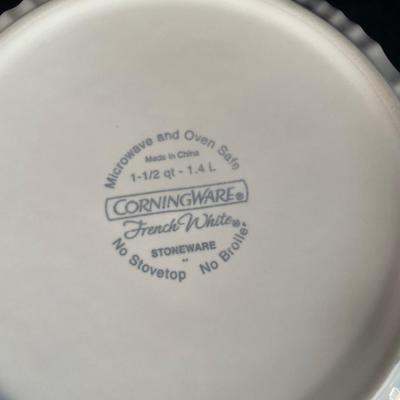 Microwave and Oven Safe
Made in China
1-1/2 qt - 1.4 L
CORNINGWARE®
French White®
STONEWARE
No Stovetop No Broiler